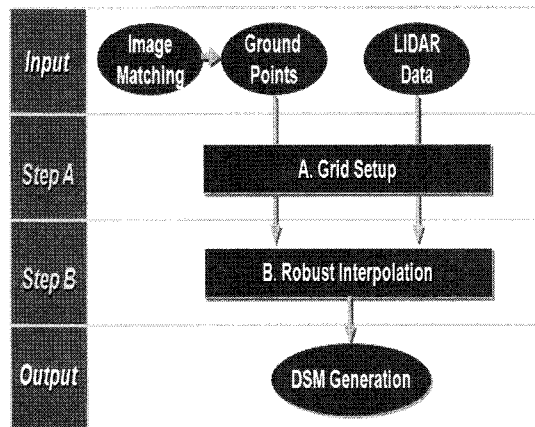 Input
Image
Matching
Ground
Points
LIDAR
Data
Step A
A. Grid Setup
Step B
B. Robust Interpolation
Output
DSM Generation